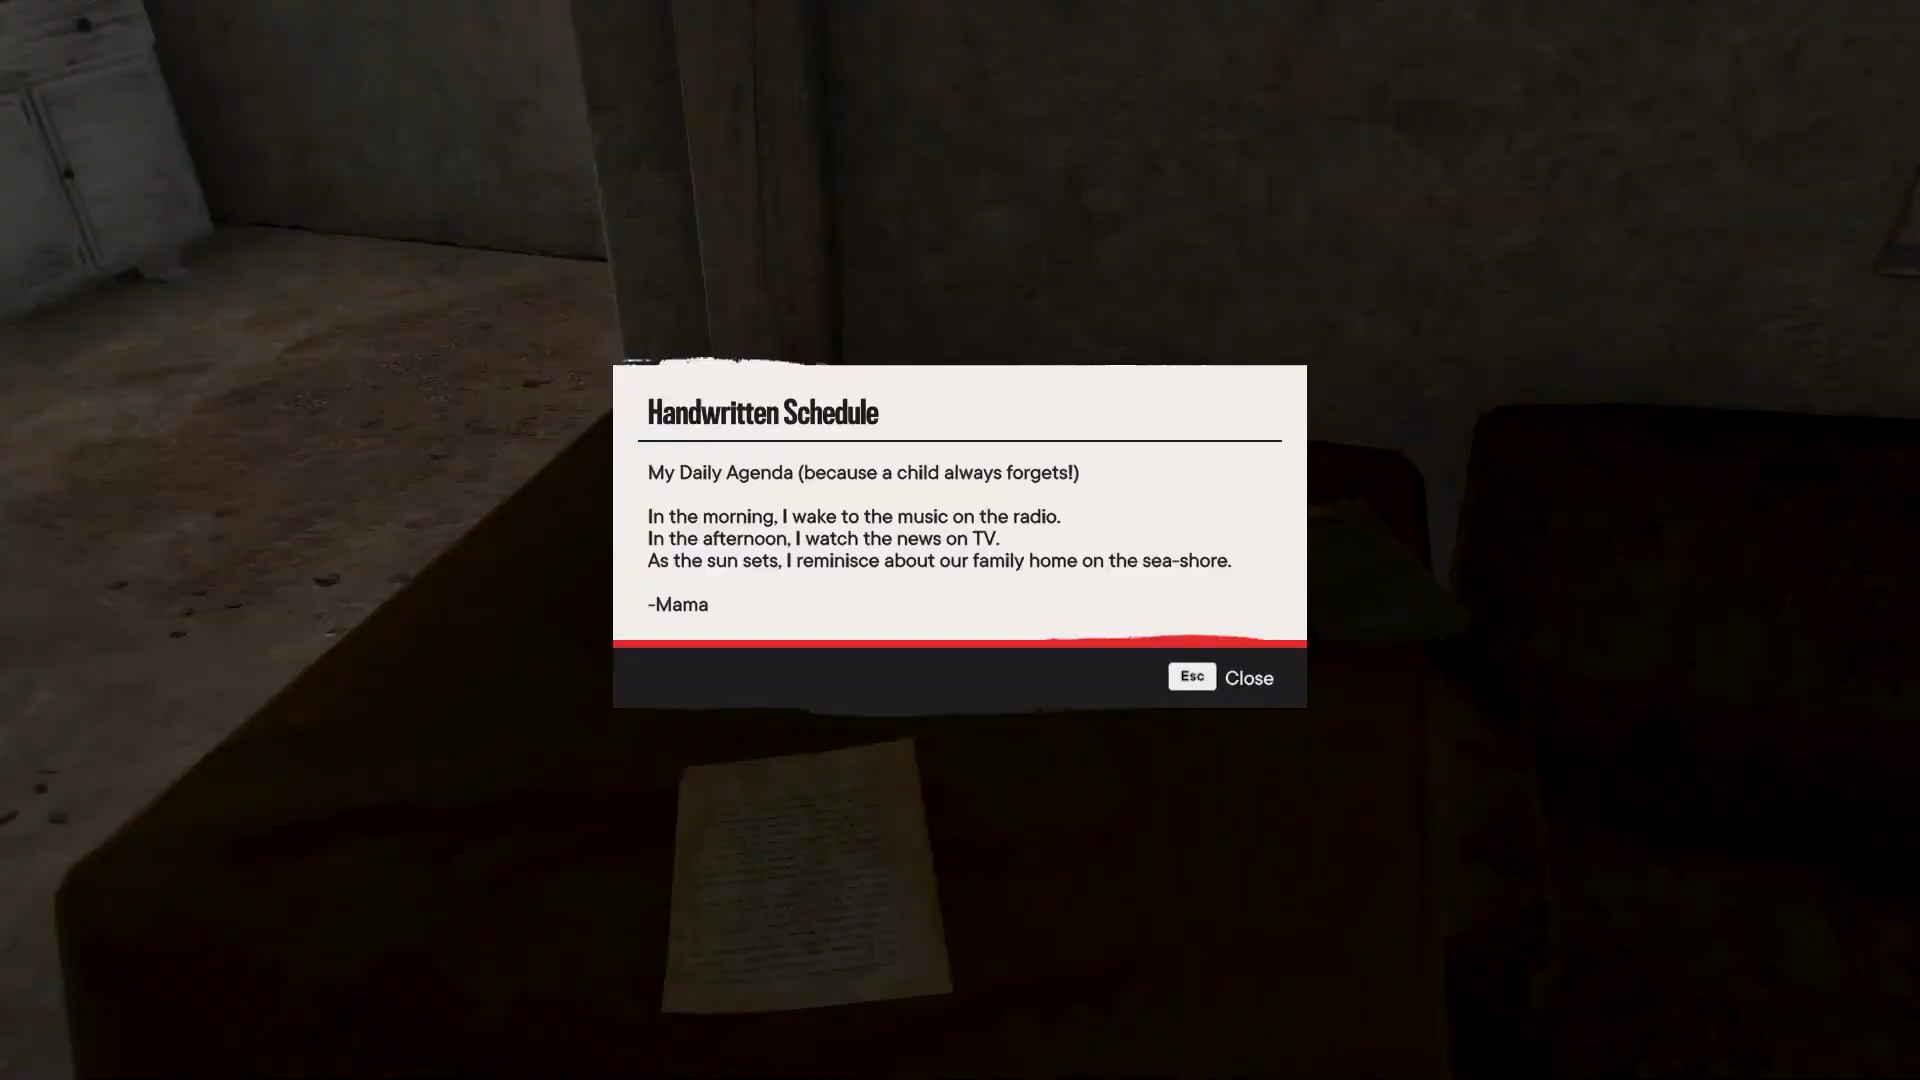 Handwritten Schedule
My Daily Agenda (because a child always forgets!)
In the morning, I wake to the music on the radio.
In the afternoon, I watch the news on TV.
As the sun sets, I reminisce about our family home on the sea-shore.
-Mama
Esc Close